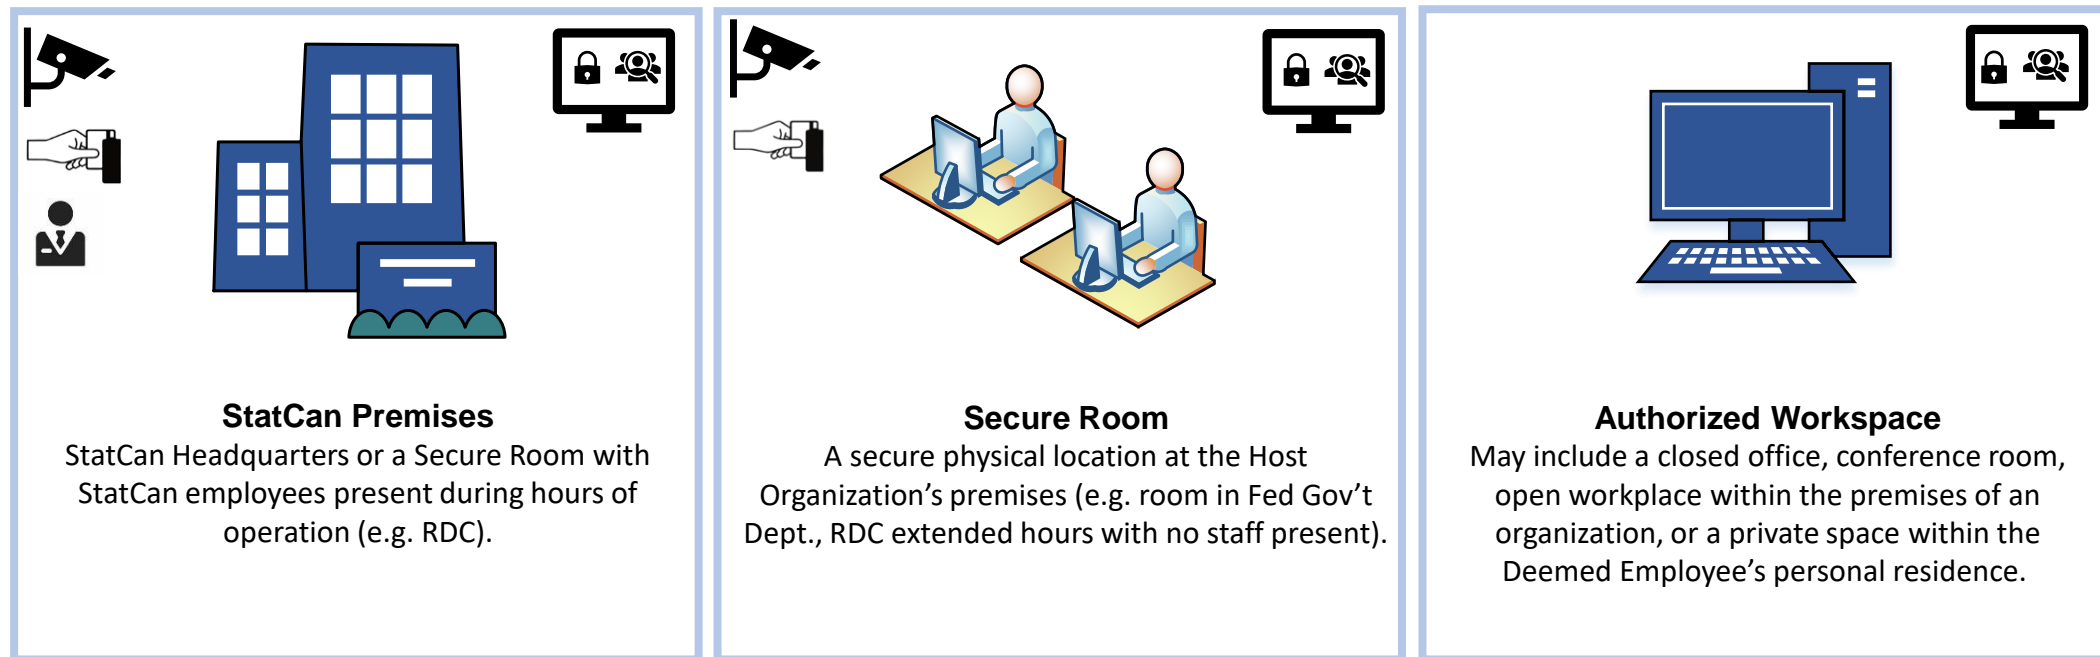 StatCan Premises
StatCan Headquarters or a Secure Room with
StatCan employees present during hours of
operation (e.g. RDC).
Secure Room
A secure physical location at the Host
Organization’s premises (e.g. room in Fed Gov’t
Dept., RDC extended hours with no staff present).
Authorized Workspace
May include a closed office, conference room,
open workplace within the premises of an
organization, or a private space within the
Deemed Employee’s personal residence.